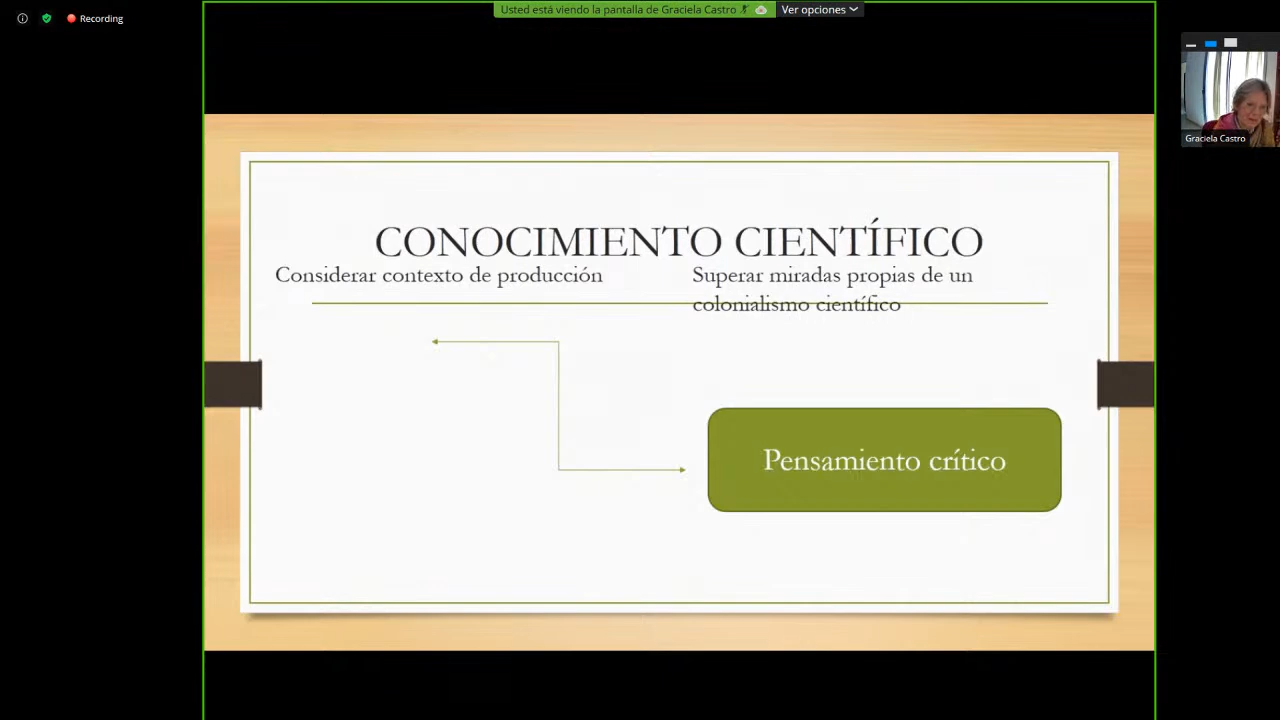 Recording
Usted está viendo la pantalla de Graciela Castro
Ver opciones
Graciela Castro
CONOCIMIENTO CIENTÍFICO
Considerar contexto de producción
Superar miradas propias de un
colonialismo científico
Pensamiento crítico